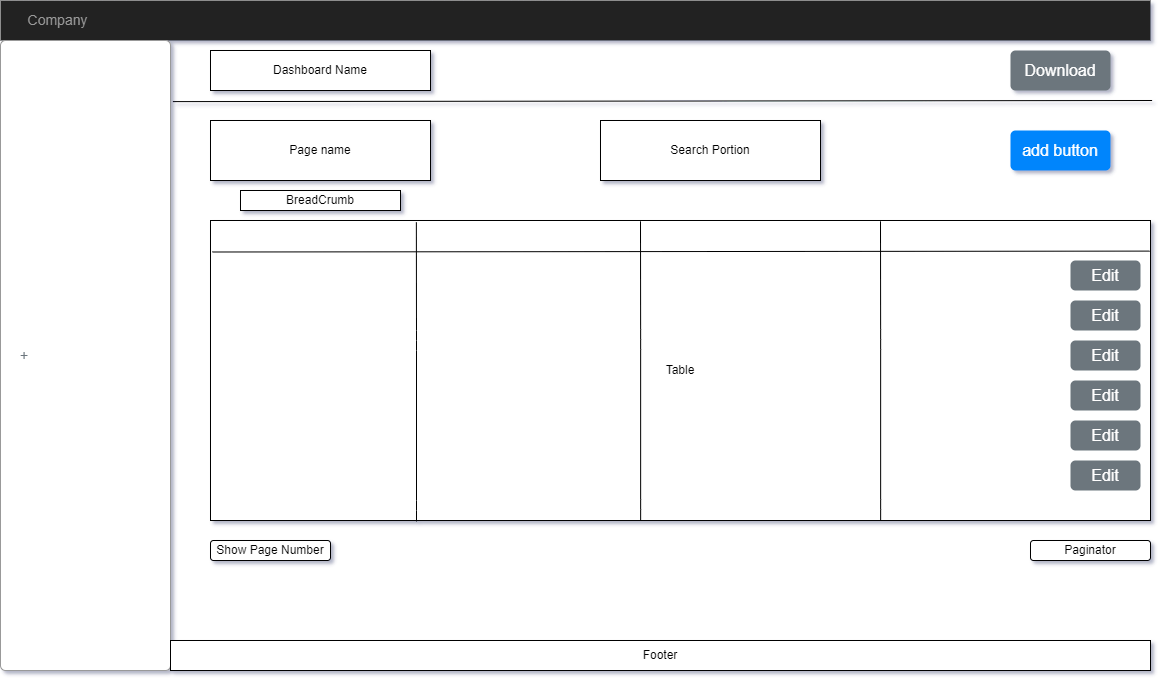 Company
Dashboard Name
Download
Page name
Search Portion
add button
BreadCrumb
Edit
Edit
+
Edit
Table
Edit
Edit
Edit
Show Page Number
Paginator
Footer